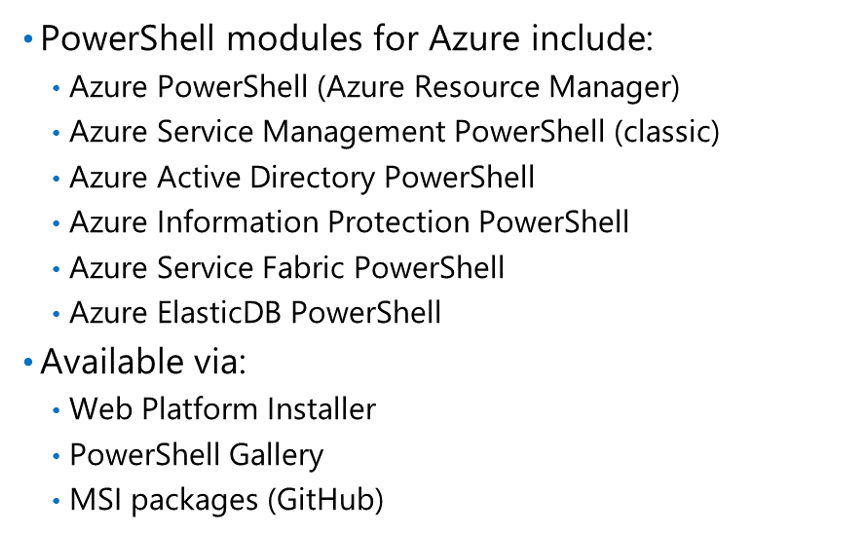 • PowerShell modules for Azure include:
• Azure PowerShell (Azure Resource Manager)
• Azure Service Management PowerShell (classic)
• Azure Active Directory PowerShell
• Azure Information Protection PowerShell
• Azure Service Fabric PowerShell
• Azure ElasticDB PowerShell
• Available via:
• Web Platform Installer
• PowerShell Gallery
• MSI packages (GitHub)